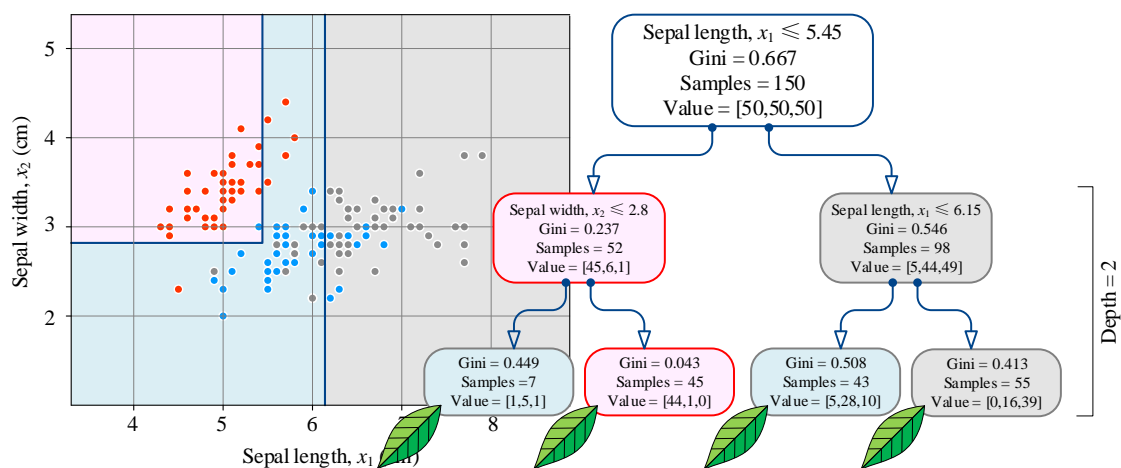 5
4
3
2
4
5
6
7
8
Sepal width, x2 (cm)
Sepal length, x1 (cm)
Sepal length, x1 ≤ 5.45
Gini = 0.667
Samples = 150
Value = [50,50,50]
Sepal width, x2 ≤ 2.8
Gini = 0.237
Samples = 52
Value = [45,6,1]
Sepal length, x1 ≤ 6.15
Gini = 0.546
Samples = 98
Value = [5,44,49]
Gini = 0.449
Samples =7
Value = [1,5,1]
Gini = 0.043
Samples = 45
Value = [44,1,0]
Gini = 0.508
Samples = 43
Value = [5,28,10]
Gini = 0.413
Samples = 55
Value = [0,16,39]
Depth = 2